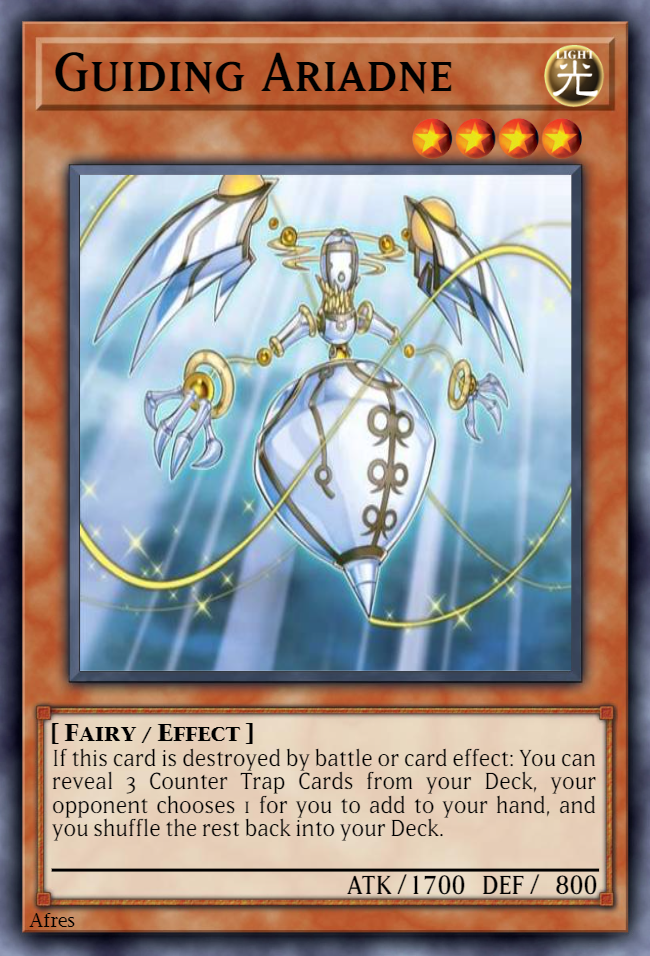 Guiding Ariadne
LIGHT
光
[ Fairy / Effect ]
If this card is destroyed by battle or card effect: You can
reveal 3 Counter Trap Cards from your Deck, your
opponent chooses 1 for you to add to your hand, and
you shuffle the rest back into your Deck.
ATK / 1700 DEF / 800
Afres